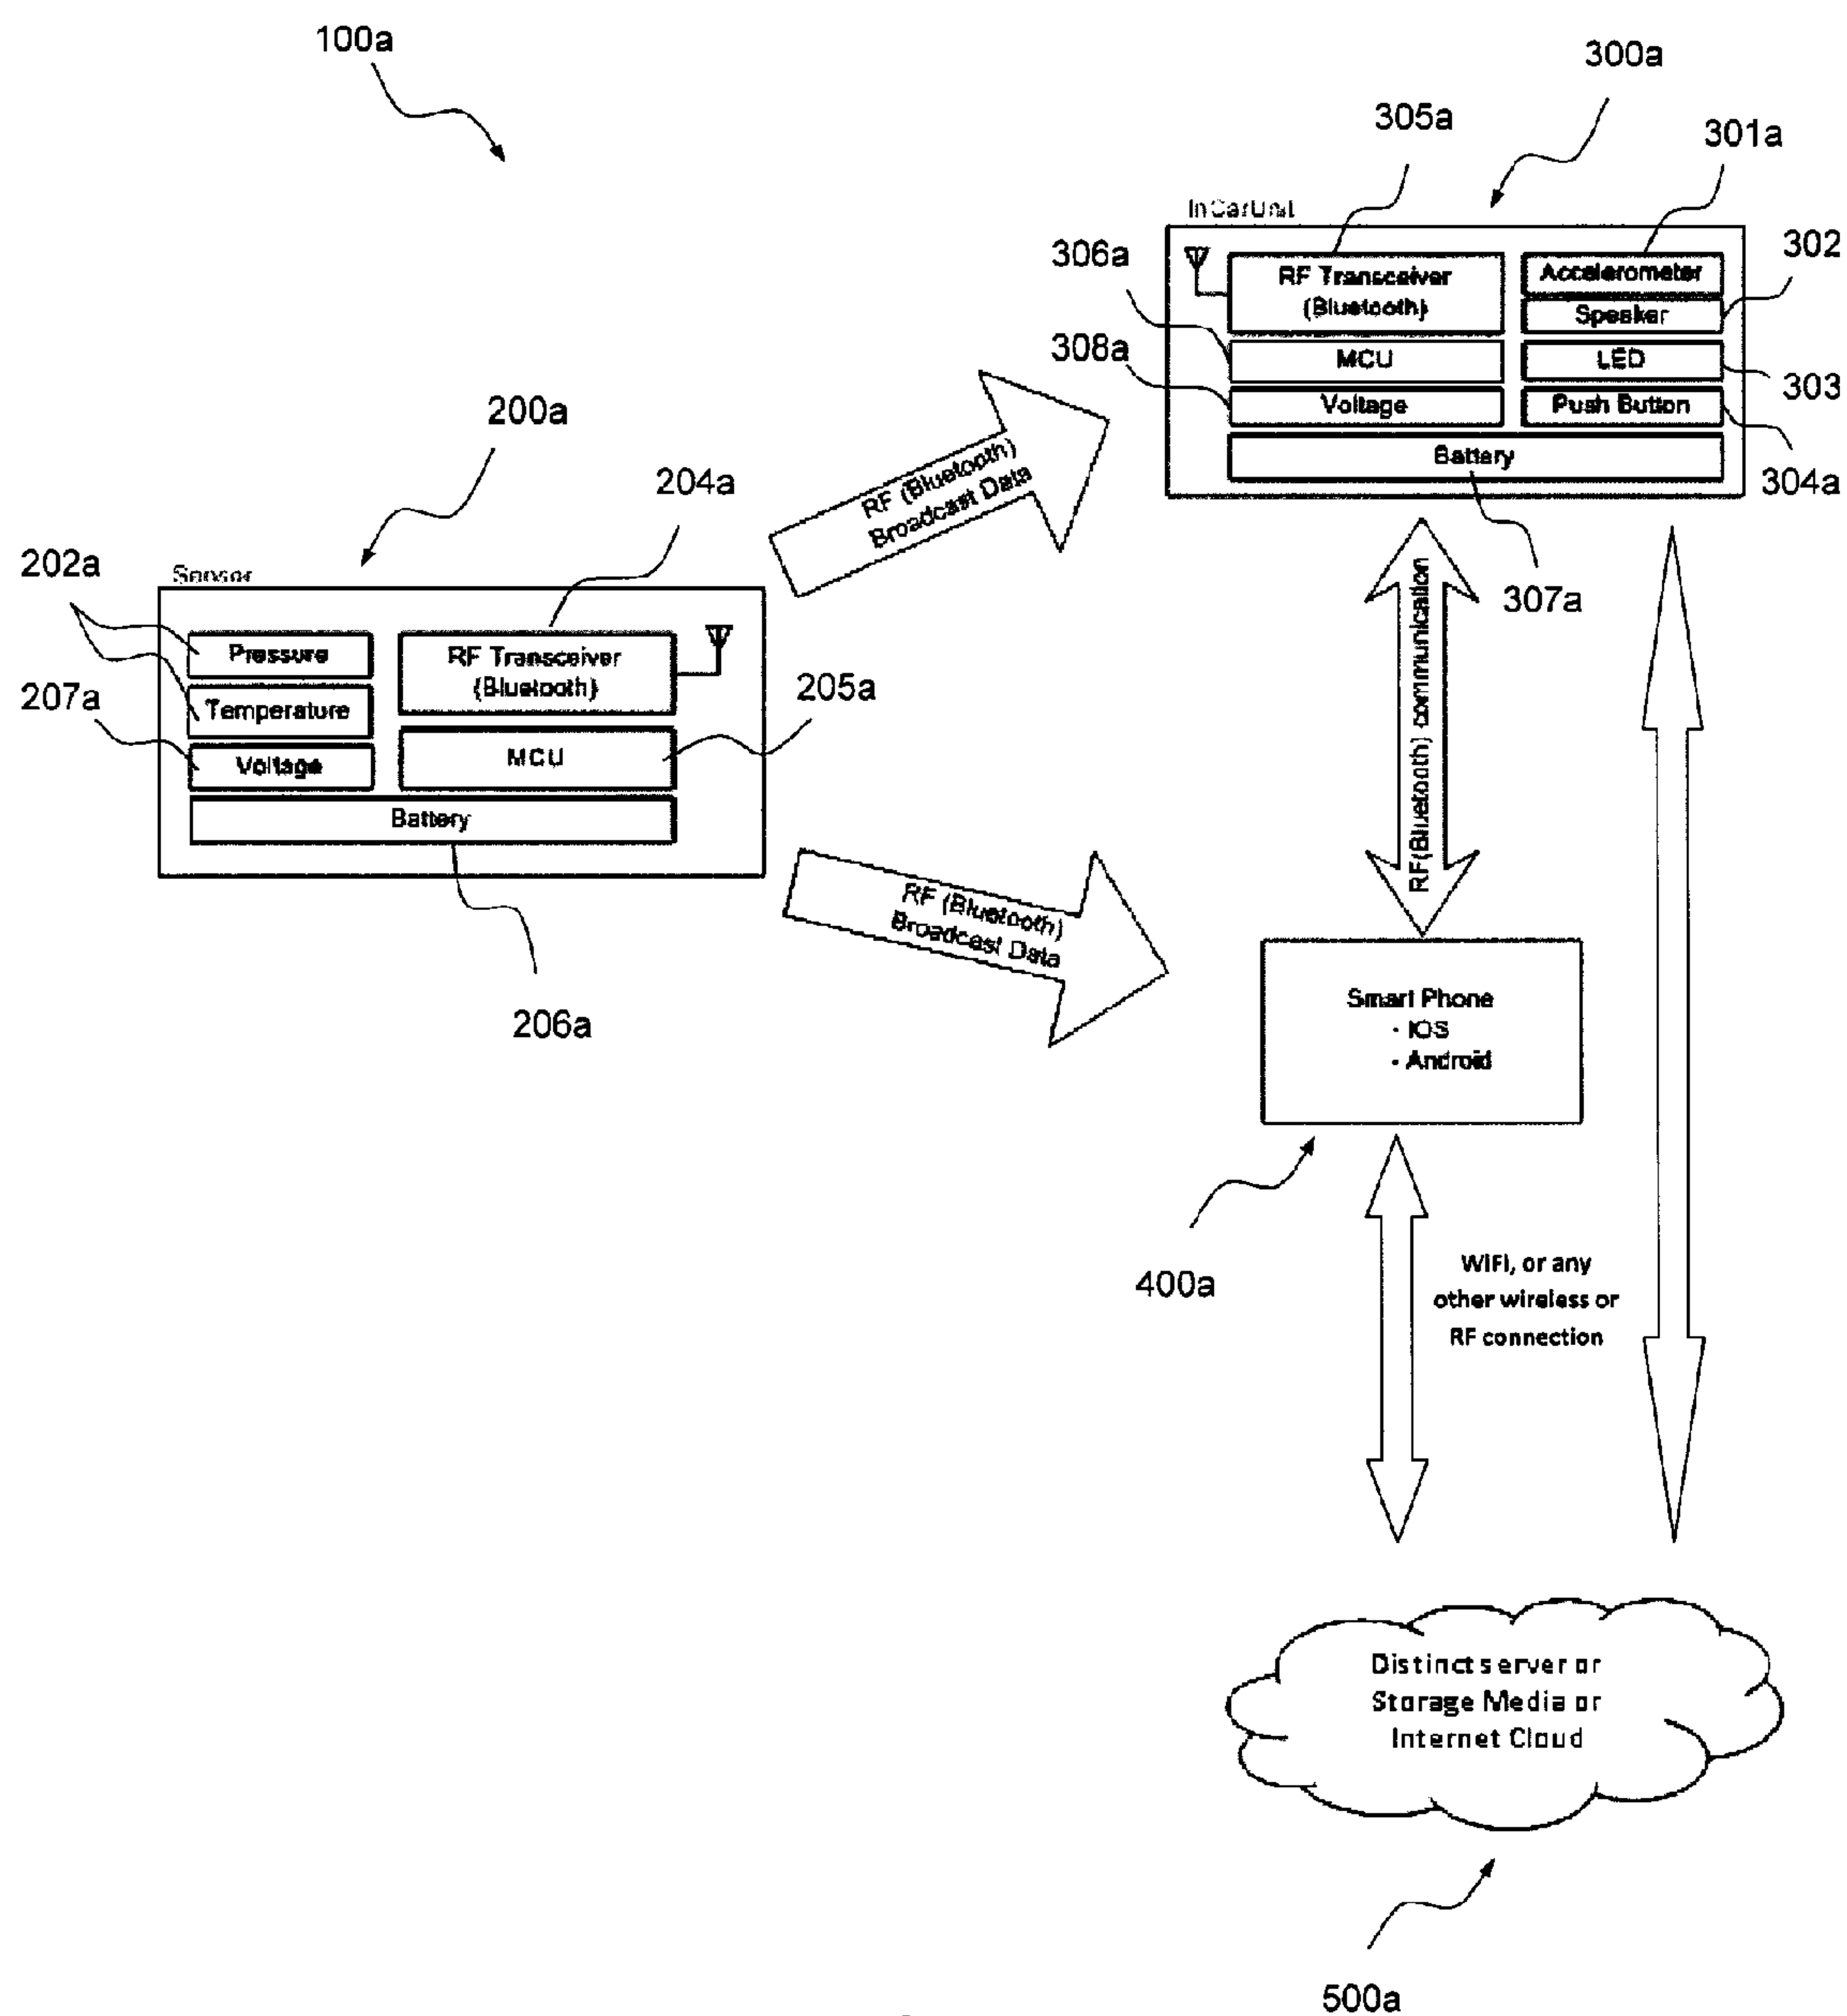 100a
300a
305a
301a
InCarUnit
302
306a
RF Transceiver
(Bluetooth)
Accelerometer
Speaker
308a
MCU
LED
303
Voltage
Push Button
Battery
304a
307a
200a
204a
RF (Bluetooth)
Broadcast Data
202a
Sensor
Pressure
RF Transceiver
(Bluetooth)
207a
Temperature
205a
Voltage
MCU
Battery
206a
RF(Bluetooth) communication
RF (Bluetooth)
Broadcast Data
Smart Phone
- IOS
- Android
400a
WiFi, or any
other wireless or
RF connection
Distinct server or
Storage Media or
Internet Cloud
500a